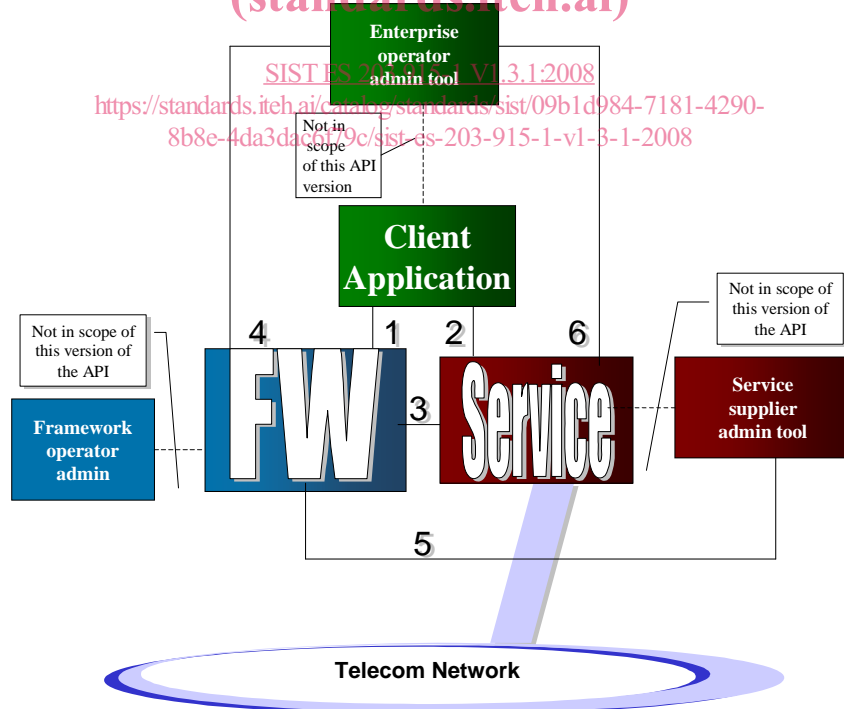 (standards.iteh.ai)
Enterprise
operator
admin tool
SIST ES 203 915-1 V1.3.1:2008
https://standards.iteh.ai/catalog/standards/sist/09b1d984-7181-4290-
8b8e-4da3dac6f79c/sist-es-203-915-1-v1-3-1-2008
Not in
scope
of this API
version
Client
Application
Not in scope of
this version of
the API
Not in scope of
this version of
the API
4
1
2
6
FW
3
Service
Framework
operator
admin
Service
supplier
admin tool
5
Telecom Network